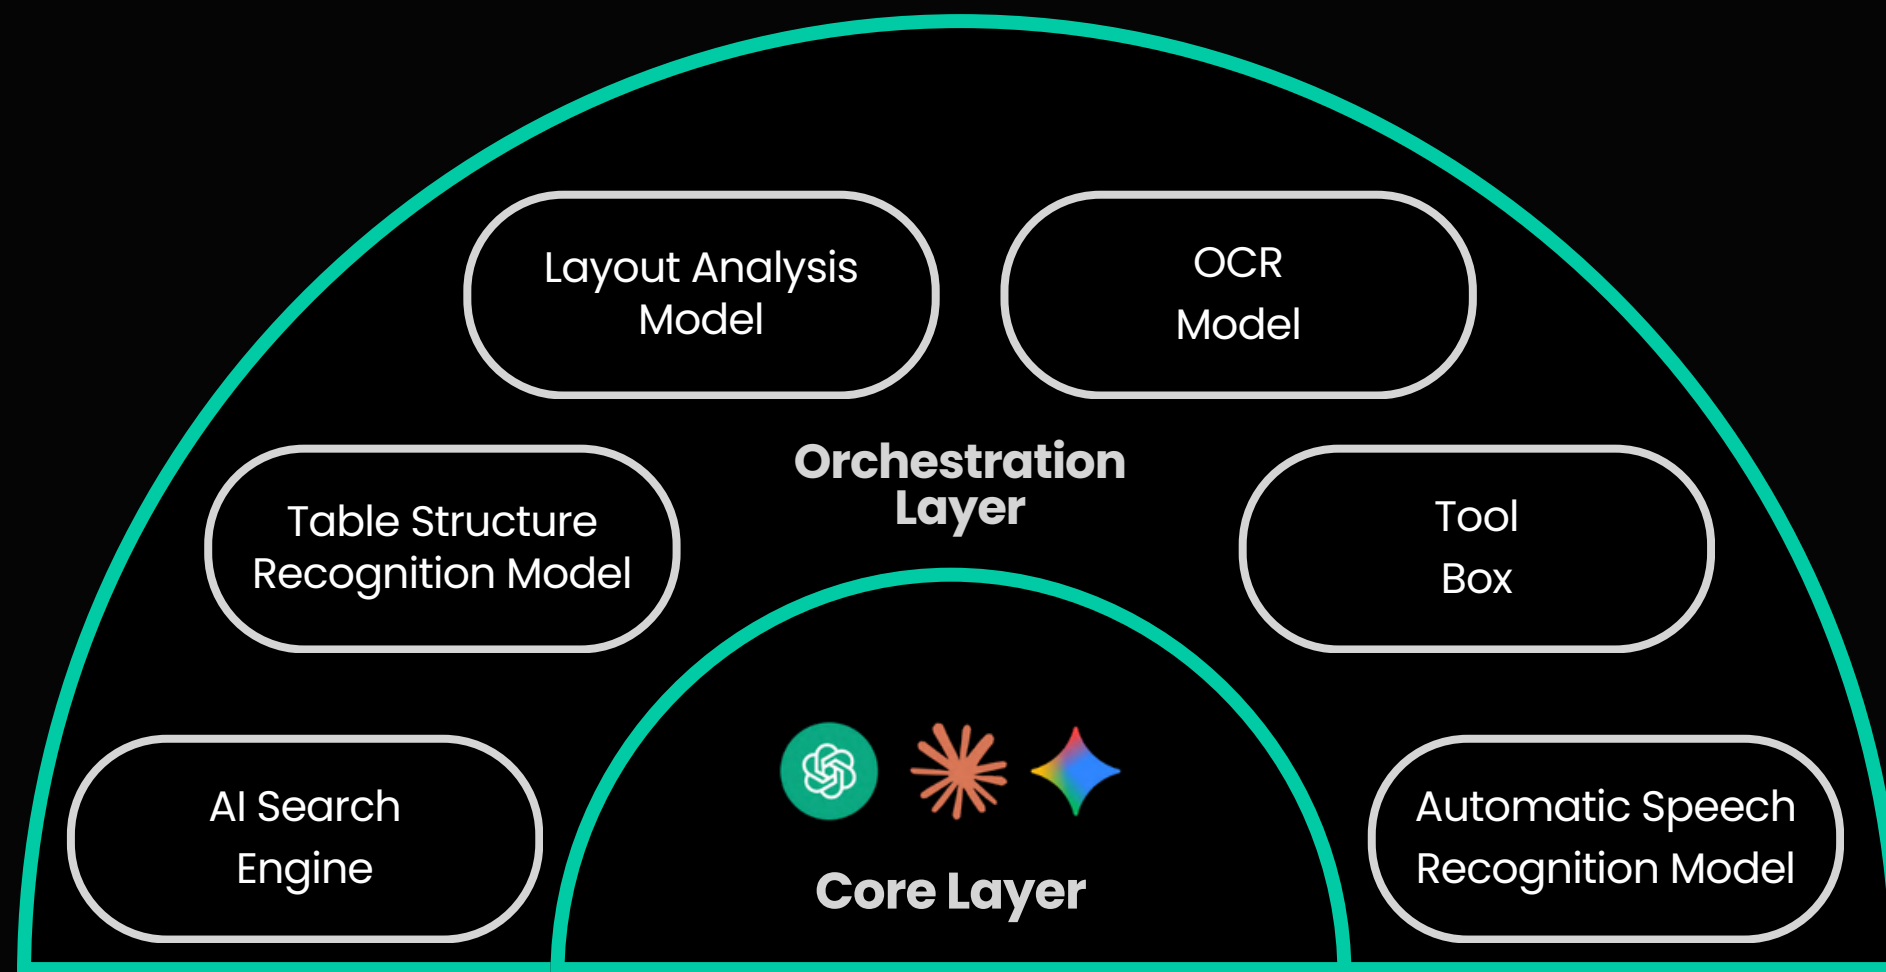 Layout Analysis
Model
OCR
Model
Orchestration
Layer
Table Structure
Recognition Model
Tool
Box
AI Search
Engine
Core Layer
Automatic Speech
Recognition Model